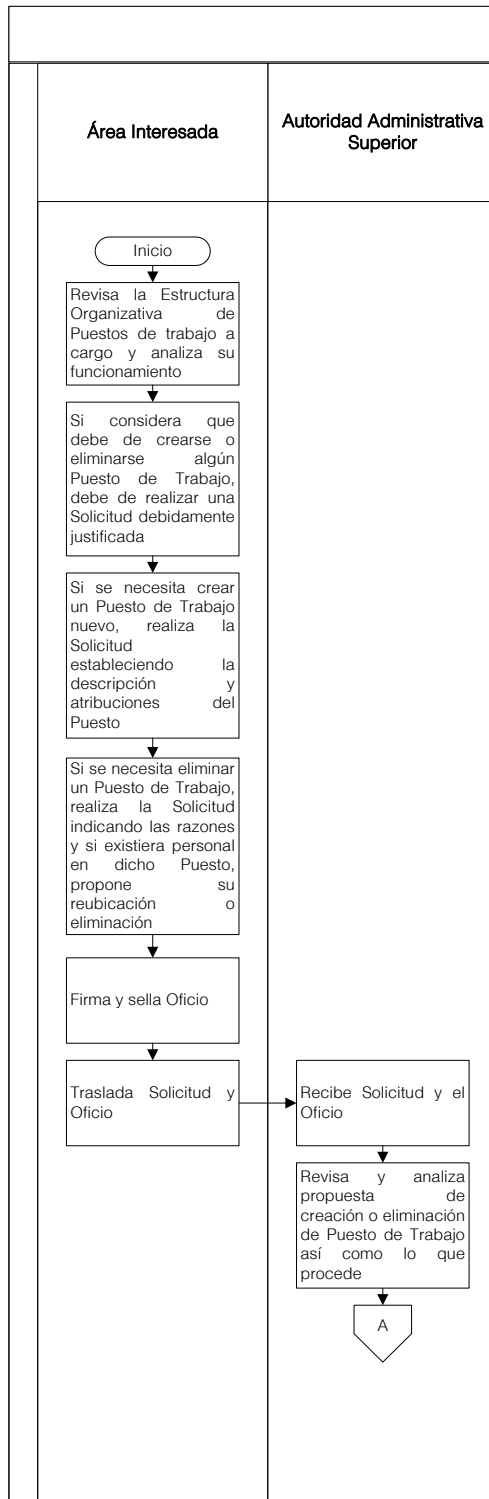 Área Interesada
Autoridad Administrativa
Superior
Inicio
Revisa la Estructura
Organizativa de
Puestos de trabajo a
cargo y analiza su
funcionamiento
Si considera que
debe de crearse o
eliminarse algún
Puesto de Trabajo,
debe de realizar una
Solicitud debidamente
justificada
Si se necesita crear
un Puesto de Trabajo
nuevo, realiza la
Solicitud
estableciendo la
descripción y
atribuciones del
Puesto
Si se necesita eliminar
un Puesto de Trabajo,
realiza la Solicitud
indicando las razones
y si existiera personal
en dicho Puesto,
propone su
reubicación o
eliminación
Firma y sella Oficio
Traslada Solicitud y
Oficio
Recibe Solicitud y el
Oficio
Revisa y analiza
propuesta de
creación o eliminación
de Puesto de Trabajo
así como lo que
procede
A